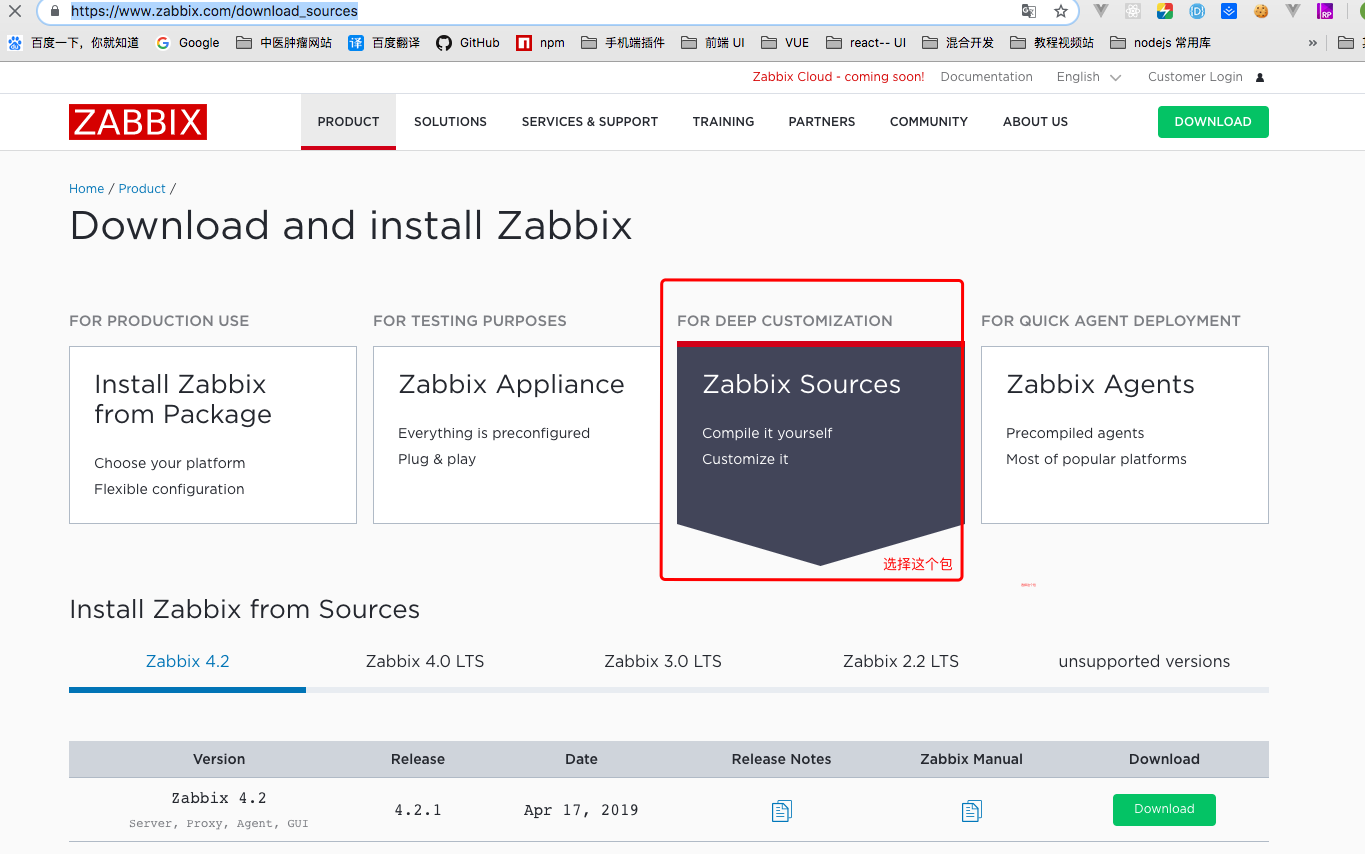 https://www.zabbix.com/download_sources
百度一下，你就知道 Google 中医肿瘤网站 译 百度翻译 GitHub npm 手机端插件 前端 UI VUE react-- UI 混合开发 教程视频站 nodejs 常用库 »
Zabbix Cloud - coming soon! Documentation English Customer Login
ZABBIX PRODUCT SOLUTIONS SERVICES & SUPPORT TRAINING PARTNERS COMMUNITY ABOUT US DOWNLOAD
Home / Product /
Download and install Zabbix
FOR PRODUCTION USE
Install Zabbix
from Package
Choose your platform
Flexible configuration
FOR TESTING PURPOSES
Zabbix Appliance
Everything is preconfigured
Plug & play
FOR DEEP CUSTOMIZATION
Zabbix Sources
Compile it yourself
Customize it
选择这个包
FOR QUICK AGENT DEPLOYMENT
Zabbix Agents
Precompiled agents
Most of popular platforms
Install Zabbix from Sources
Zabbix 4.2 Zabbix 4.0 LTS Zabbix 3.0 LTS Zabbix 2.2 LTS unsupported versions
Version Release Date Release Notes Zabbix Manual Download
Zabbix 4.2 4.2.1 Apr 17, 2019 Download
Server, Proxy, Agent, GUI